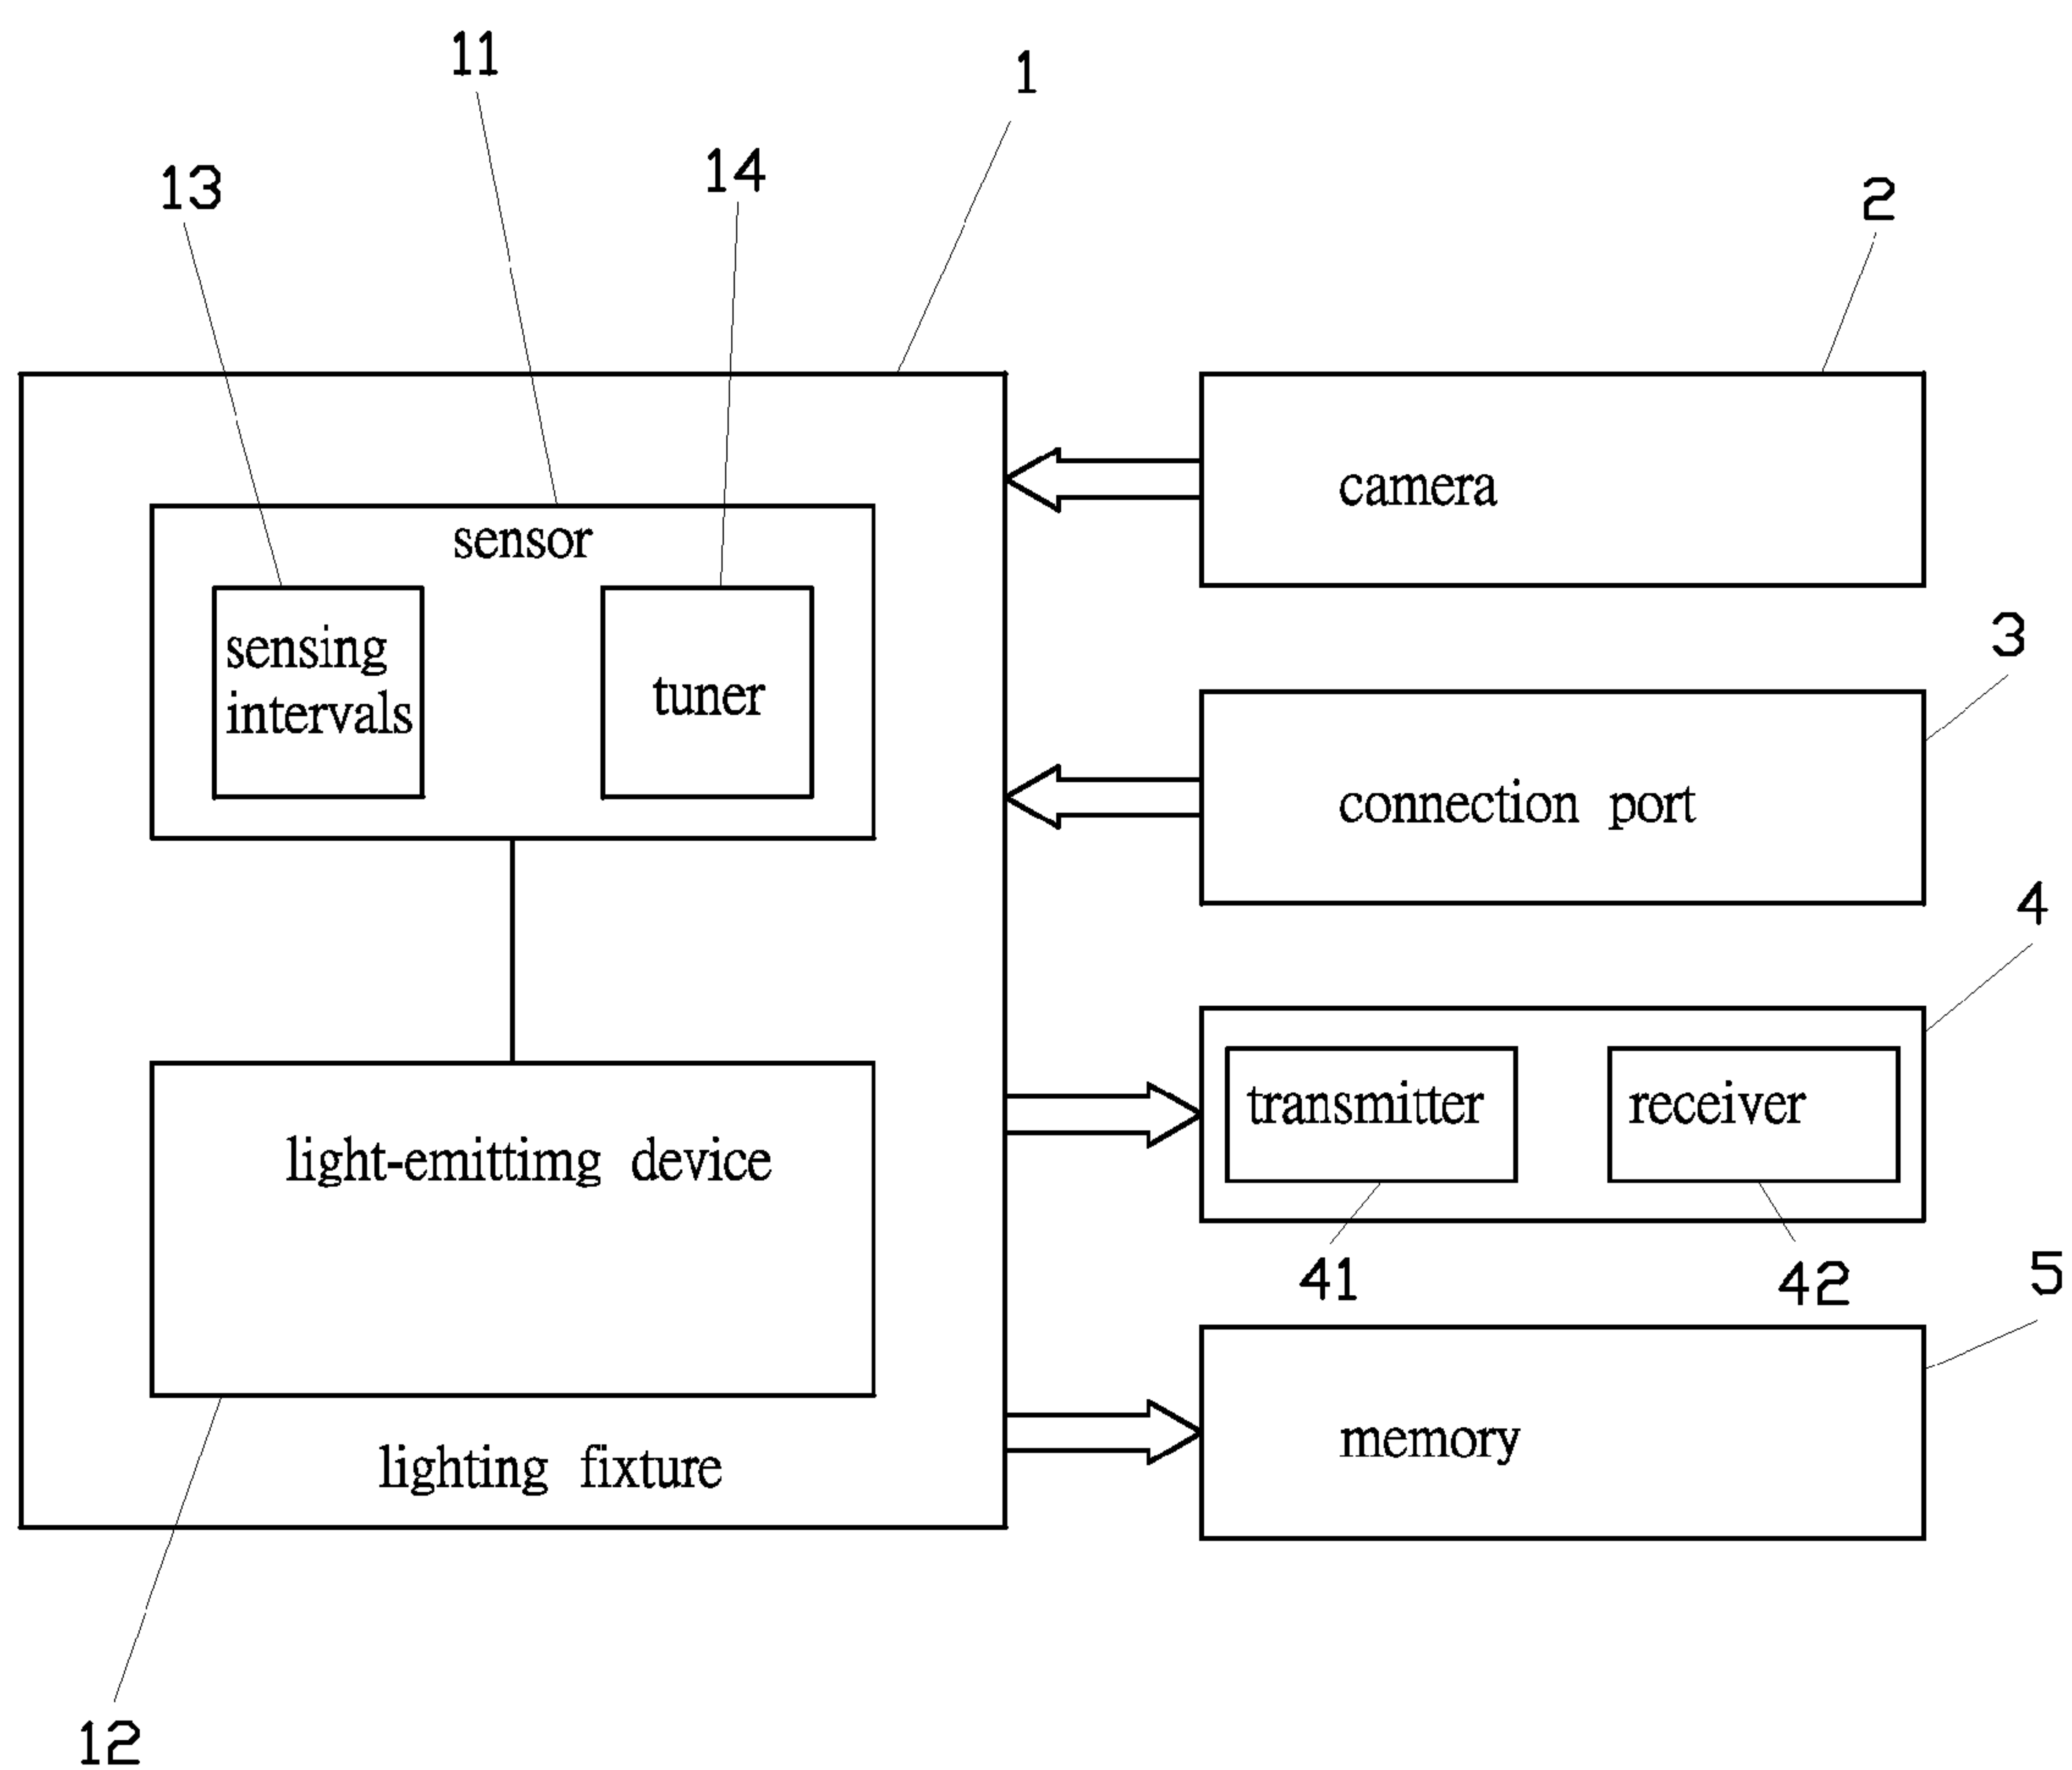 11
1
13
14
2
sensor
camera
sensing
intervals
tuner
3
connection port
4
transmitter
receiver
light-emittimg device
41
42
5
lighting fixture
memory
12